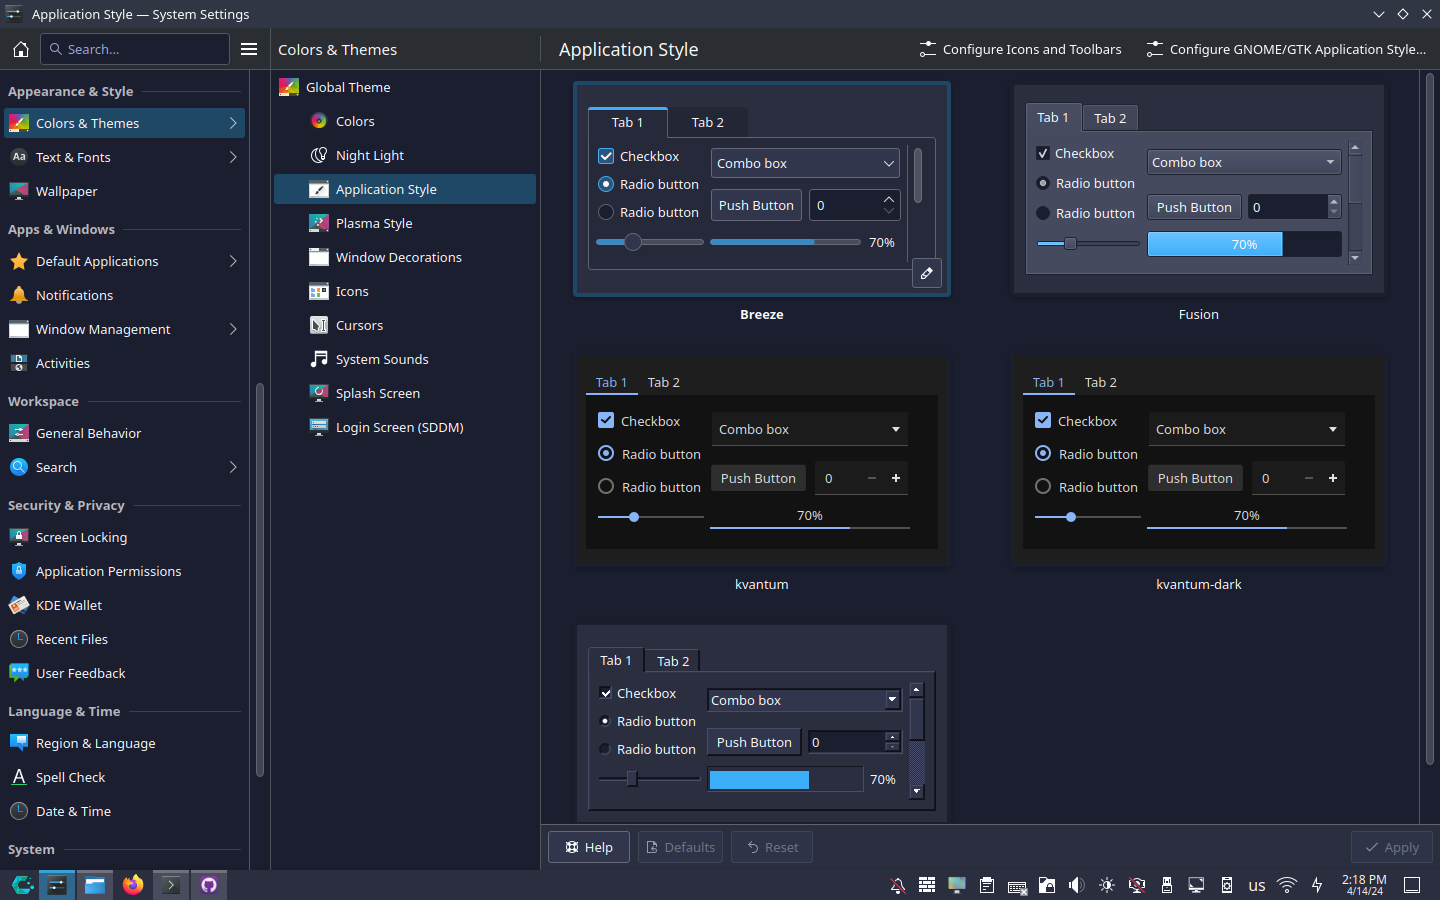 Application Style — System Settings
Search...
Colors & Themes
Application Style
Configure Icons and Toolbars
Configure GNOME/GTK Application Style...
Appearance & Style
Colors & Themes
Text & Fonts
Wallpaper
Apps & Windows
Default Applications
Notifications
Window Management
Activities
Workspace
General Behavior
Search
Security & Privacy
Screen Locking
Application Permissions
KDE Wallet
Recent Files
User Feedback
Language & Time
Region & Language
Spell Check
Date & Time
System
Global Theme
Colors
Night Light
Application Style
Plasma Style
Window Decorations
Icons
Cursors
System Sounds
Splash Screen
Login Screen (SDDM)
Tab 1 Tab 2
Checkbox Combo box
Radio button
Radio button Push Button 0
70%
Breeze
Tab 1 Tab 2
Checkbox Combo box
Radio button
Radio button Push Button 0
70%
Fusion
Tab 1 Tab 2
Checkbox Combo box
Radio button
Radio button Push Button 0
70%
kvantum
Tab 1 Tab 2
Checkbox Combo box
Radio button
Radio button Push Button 0
70%
kvantum-dark
Tab 1 Tab 2
Checkbox Combo box
Radio button
Radio button Push Button 0
70%
Help Defaults Reset Apply
us
2:18 PM
4/14/24